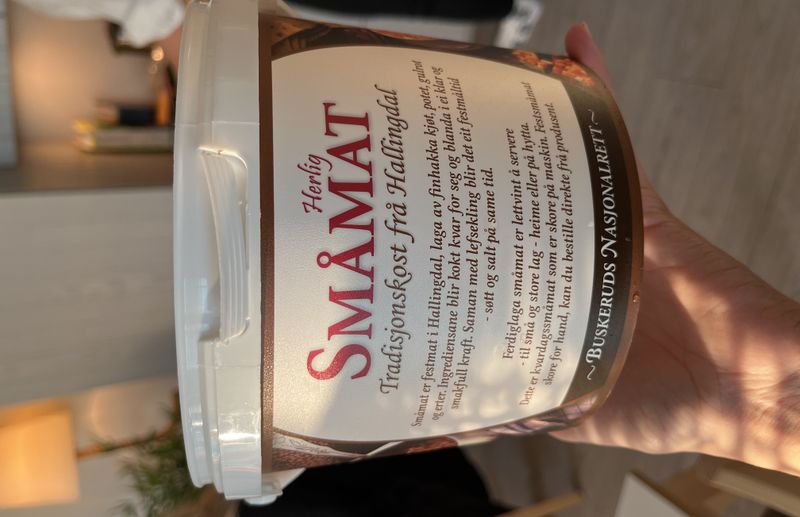 Herlig
SMÅMAT
Tradisjonskost frå Hallingdal
Småmat er festmat i Hallingdal, laga av finhakka kjøt, potet, gulrot
og erter. Ingrediensane blir kokt kvar for seg og blanda i ei klar og
smakfull kraft. Saman med lefsekling blir det eit festmåltid
- søtt og salt på same tid.
Ferdiglaga småmat er lettvint å servere
- til små og store lag - heime eller på hytta.
Dette er kvardagssmåmat som er skore på maskin. Festsmåmat
skore for hand, kan du bestille direkte frå produsent.
~ BUSKERUDS NASJONALRETT ~